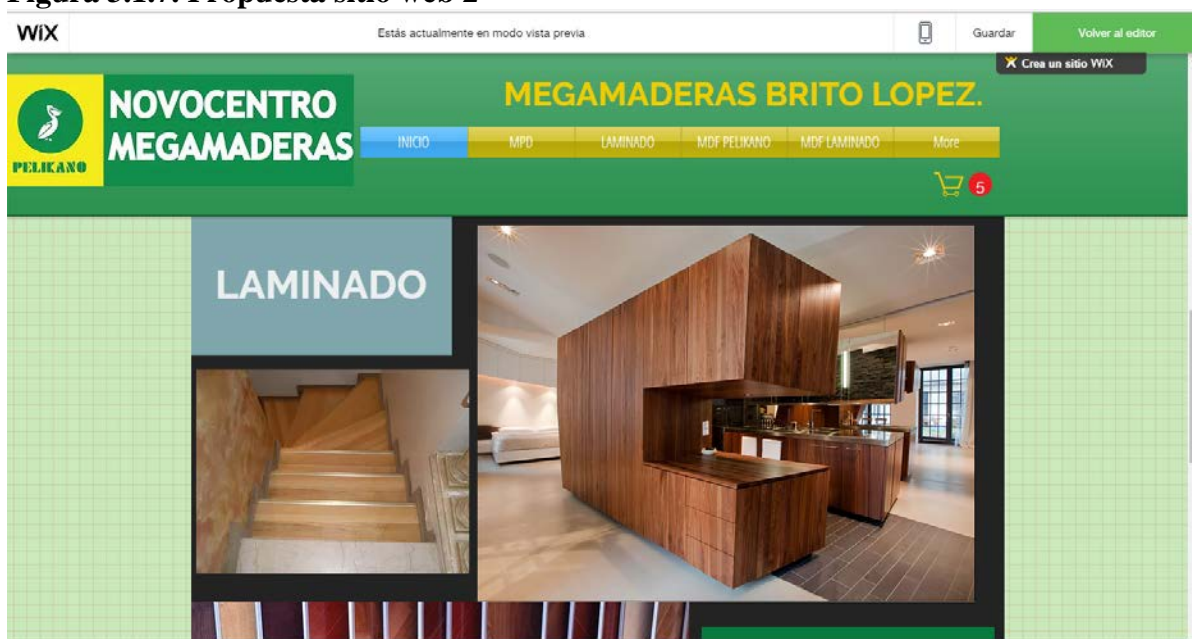 Figura 5.1.7. Propuesta sitio web 2
WiX
Estás actualmente en modo vista previa
Guardar
Volver al editor
Crea un sitio WiX
PELIKANO
NOVOCENTRO
MEGAMADERAS
MEGAMADERAS BRITO LOPEZ.
INICIO MPD LAMINADO MDF PELIKANO MDF LAMINADO More
5
LAMINADO